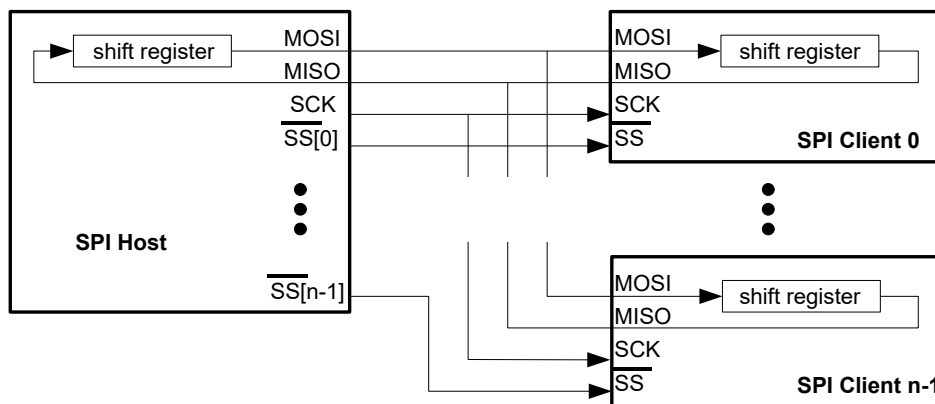 shift register
MOSI
MISO
SCK
SS[0]
SPI Host
SS[n-1]
MOSI
shift register
MISO
SCK
SS
SPI Client 0
MOSI
shift register
MISO
SCK
SS
SPI Client n-1